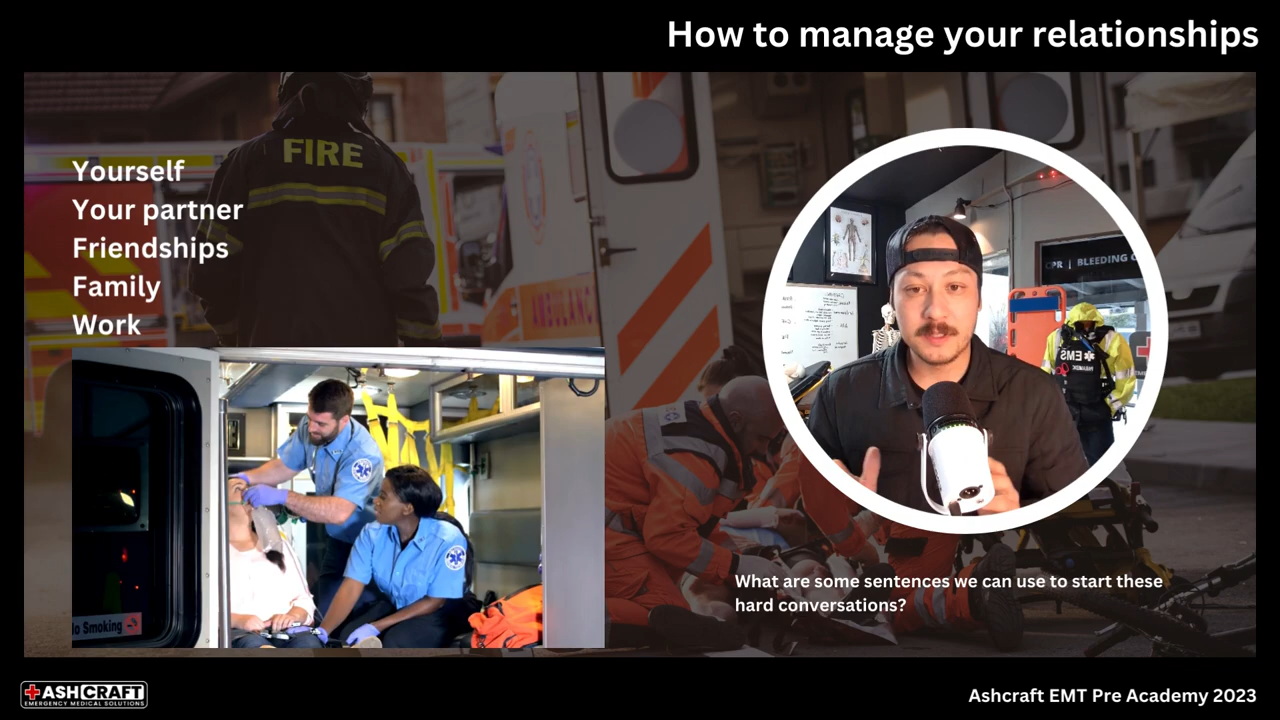 How to manage your relationships
FIRE
Yourself
Your partner
Friendships
Family
Work
AMBULANC
CPR | BLEEDING C
EMS
PARAMEDIC
No Smoking
What are some sentences we can use to start these
hard conversations?
ASHCRAFT
EMERGENCY MEDICAL SOLUTIONS
Ashcraft EMT Pre Academy 2023